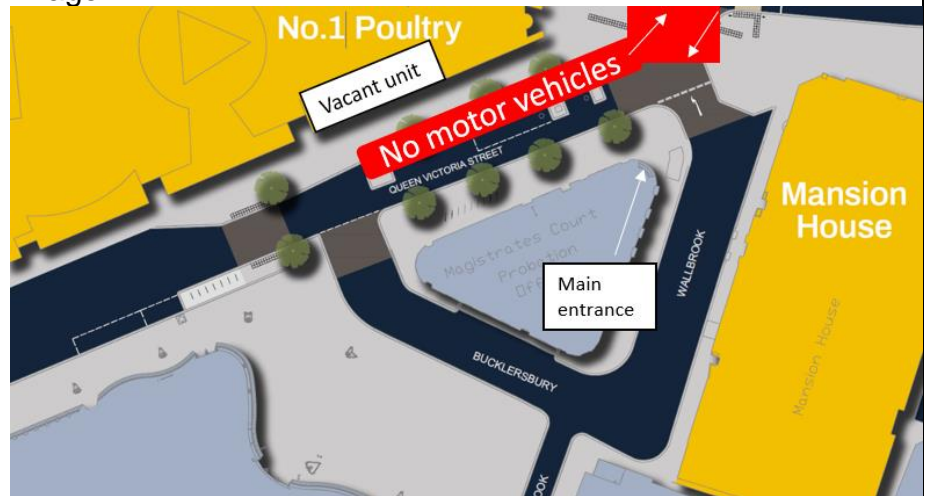 No.1 Poultry
Vacant unit
No motor vehicles
QUEEN VICTORIA STREET
Mansion
House
Magistrates Court
Probation
Main
entrance
WALLBROOK
BUCKLERSBURY
Mansion House